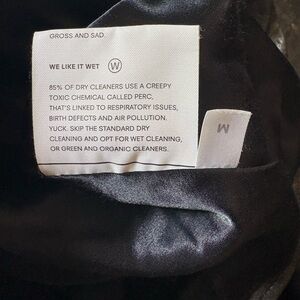 GROSS AND SAD.
WE LIKE IT WET W
85% OF DRY CLEANERS USE A CREEPY
TOXIC CHEMICAL CALLED PERC,
THAT'S LINKED TO RESPIRATORY ISSUES,
BIRTH DEFECTS AND AIR POLLUTION.
YUCK. SKIP THE STANDARD DRY
CLEANING AND OPT FOR WET CLEANING,
OR GREEN AND ORGANIC CLEANERS.
M